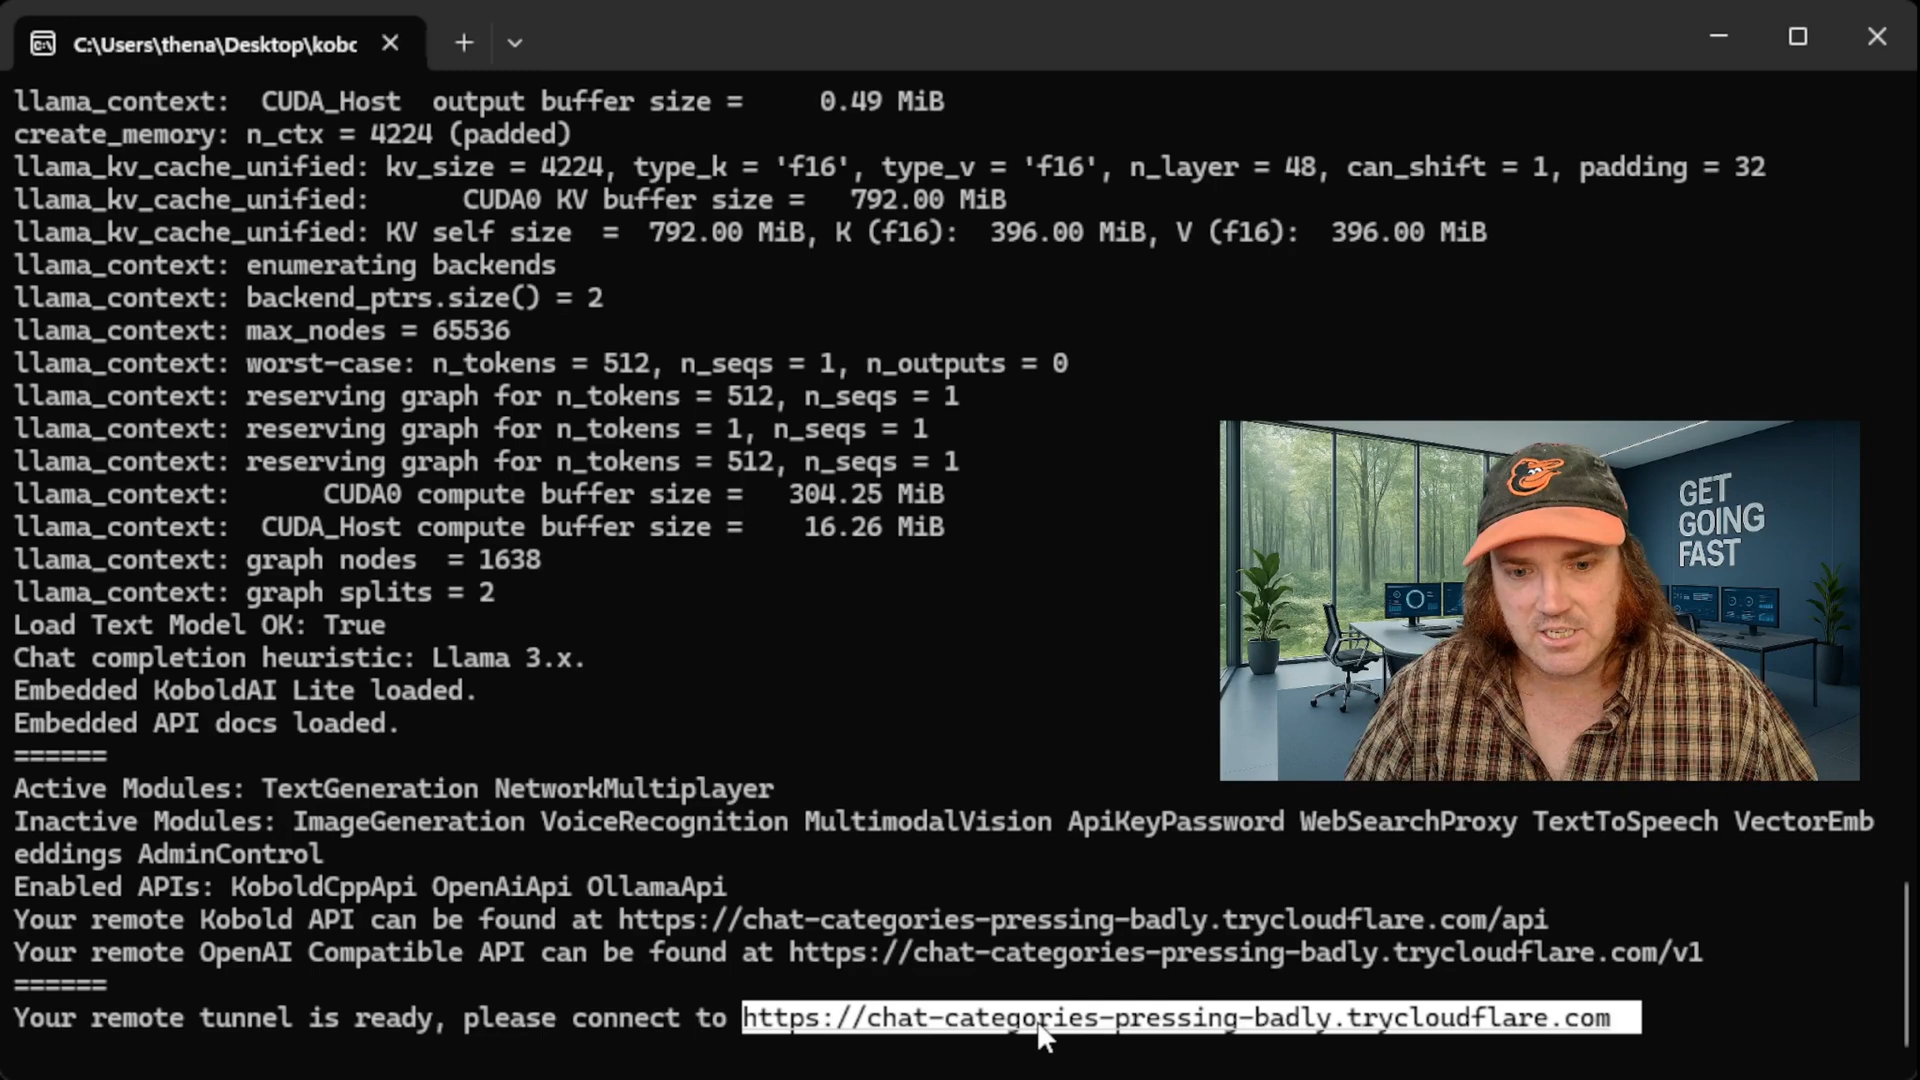 C:\Users\thena\Desktop\kobc
llama_context:  CUDA_Host  output buffer size =     0.49 MiB
create_memory: n_ctx = 4224 (padded)
llama_kv_cache_unified: kv_size = 4224, type_k = 'f16', type_v = 'f16', n_layer = 48, can_shift = 1, padding = 32
llama_kv_cache_unified:      CUDA0 KV buffer size =   792.00 MiB
llama_kv_cache_unified: KV self size  =  792.00 MiB, K (f16):  396.00 MiB, V (f16):  396.00 MiB
llama_context: enumerating backends
llama_context: backend_ptrs.size() = 2
llama_context: max_nodes = 65536
llama_context: worst-case: n_tokens = 512, n_seqs = 1, n_outputs = 0
llama_context: reserving graph for n_tokens = 512, n_seqs = 1
llama_context: reserving graph for n_tokens = 1, n_seqs = 1
llama_context: reserving graph for n_tokens = 512, n_seqs = 1
llama_context:      CUDA0 compute buffer size =   304.25 MiB
llama_context:  CUDA_Host compute buffer size =    16.26 MiB
llama_context: graph nodes  = 1638
llama_context: graph splits = 2
Load Text Model OK: True
Chat completion heuristic: Llama 3.x.
Embedded KoboldAI Lite loaded.
Embedded API docs loaded.
======
Active Modules: TextGeneration NetworkMultiplayer
Inactive Modules: ImageGeneration VoiceRecognition MultimodalVision ApiKeyPassword WebSearchProxy TextToSpeech VectorEmb
eddings AdminControl
Enabled APIs: KoboldCppApi OpenAiApi OllamaApi
Your remote Kobold API can be found at https://chat-categories-pressing-badly.trycloudflare.com/api
Your remote OpenAI Compatible API can be found at https://chat-categories-pressing-badly.trycloudflare.com/v1
======
Your remote tunnel is ready, please connect to https://chat-categories-pressing-badly.trycloudflare.com
GET
GOING
FAST